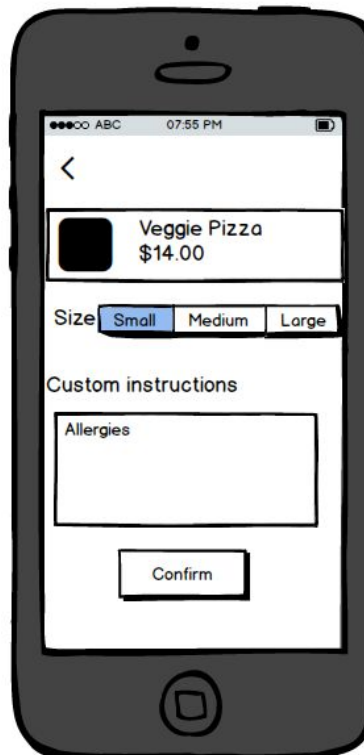 ABC 07:55 PM
Veggie Pizza
$14.00
Size Small Medium Large
Custom instructions
Allergies
Confirm